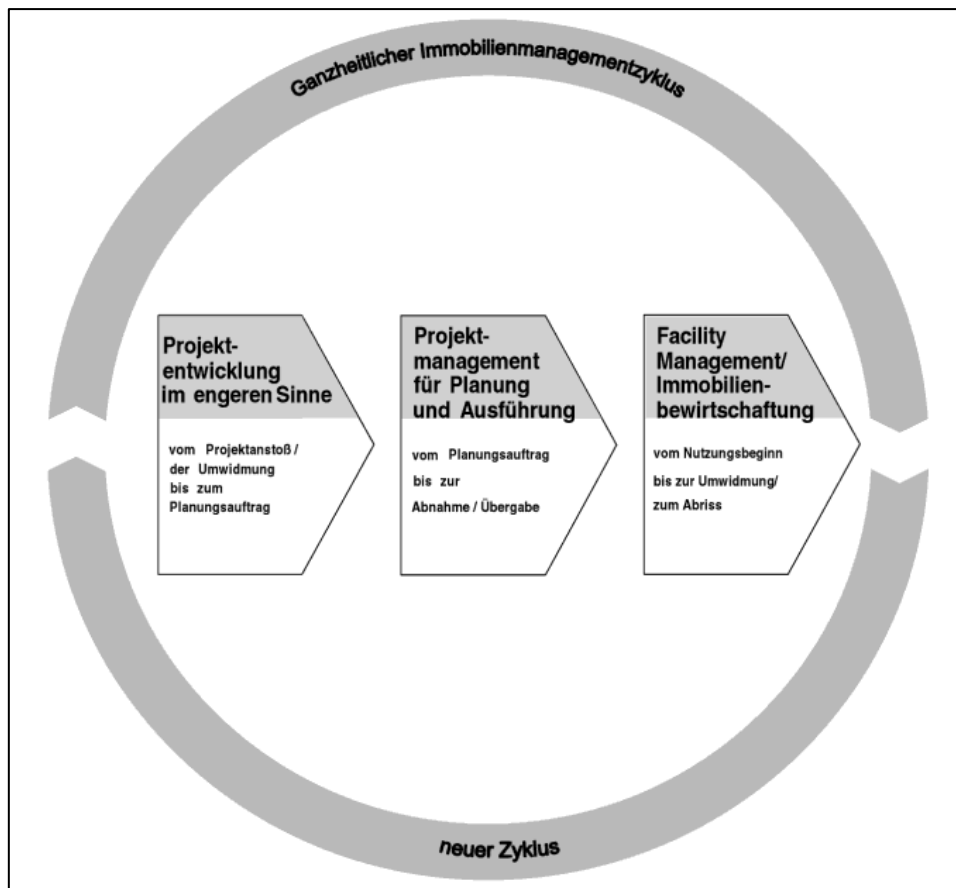 Ganzheitlicher Immobilienmanagementzyklus
Projekt-
entwicklung
im engeren Sinne
vom Projektanstoß /
der Umwidmung
bis zum
Planungsauftrag
Projekt-
management
für Planung
und Ausführung
vom Planungsauftrag
bis zur
Abnahme / Übergabe
Facility
Management/
Immobilien-
bewirtschaftung
vom Nutzungsbeginn
bis zur Umwidmung/
zum Abriss
neuer Zyklus